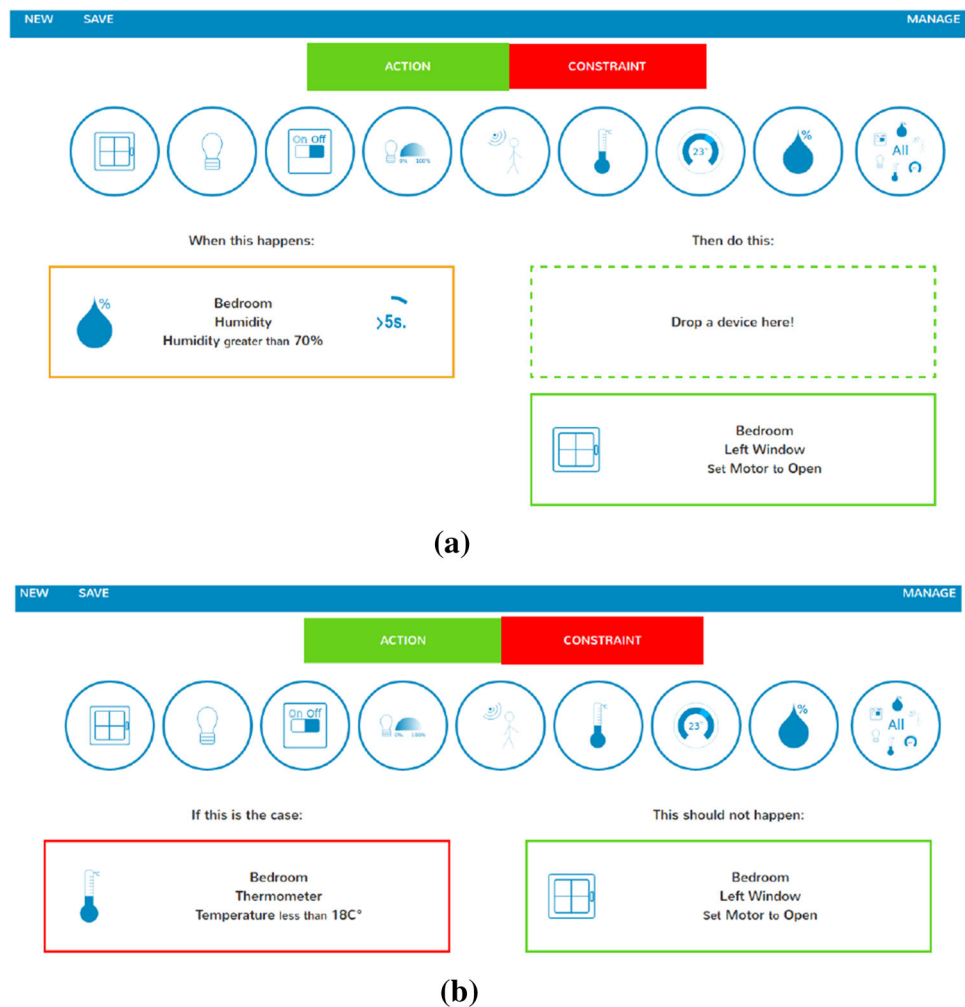 NEW SAVE MANAGE
ACTION CONSTRAINT
On Off
0% 100%
°C
23°
%
All
When this happens: Then do this:
%
Bedroom
Humidity
Humidity greater than 70%
>5s.
Drop a device here!
Bedroom
Left Window
Set Motor to Open
(a)
NEW SAVE MANAGE
ACTION CONSTRAINT
On Off
0% 100%
°C
23°
%
All
If this is the case: This should not happen:
°C
Bedroom
Thermometer
Temperature less than 18C°
Bedroom
Left Window
Set Motor to Open
(b)